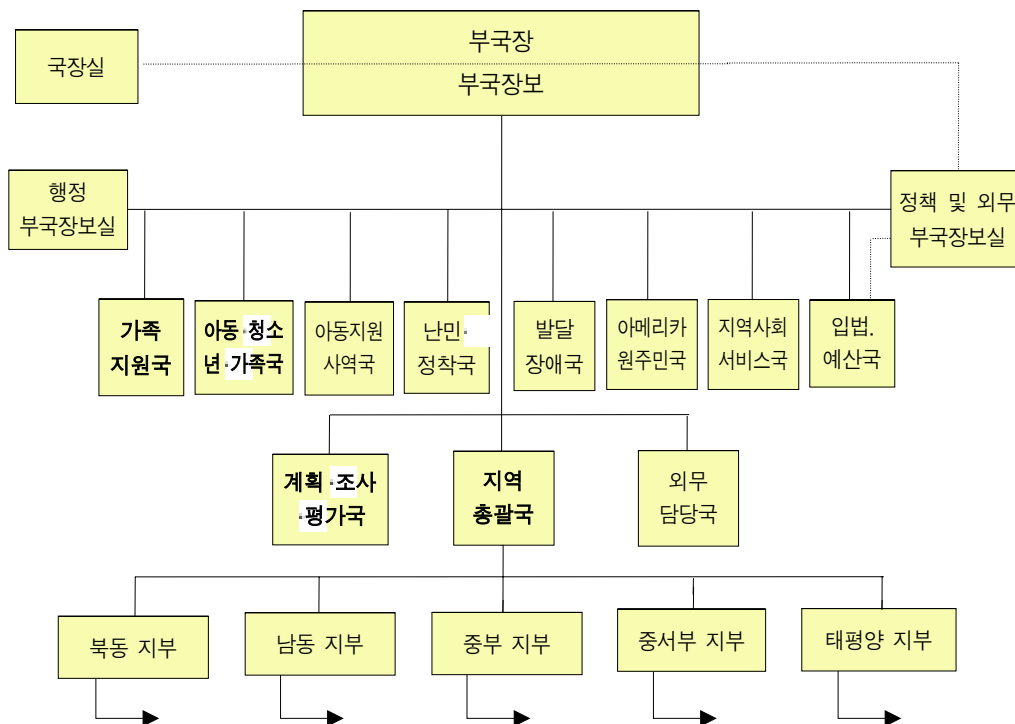 부국장
부국장보
국장실
행정
부국장보실
정책 및 외무
부국장보실
가족
지원국
아동·청소
년·가족국
아동지원
사역국
난민·
정착국
발달
장애국
아메리카
원주민국
지역사회
서비스국
입법.
예산국
계획·조사
·평가국
지역
총괄국
외무
담당국
북동 지부
남동 지부
중부 지부
중서부 지부
태평양 지부